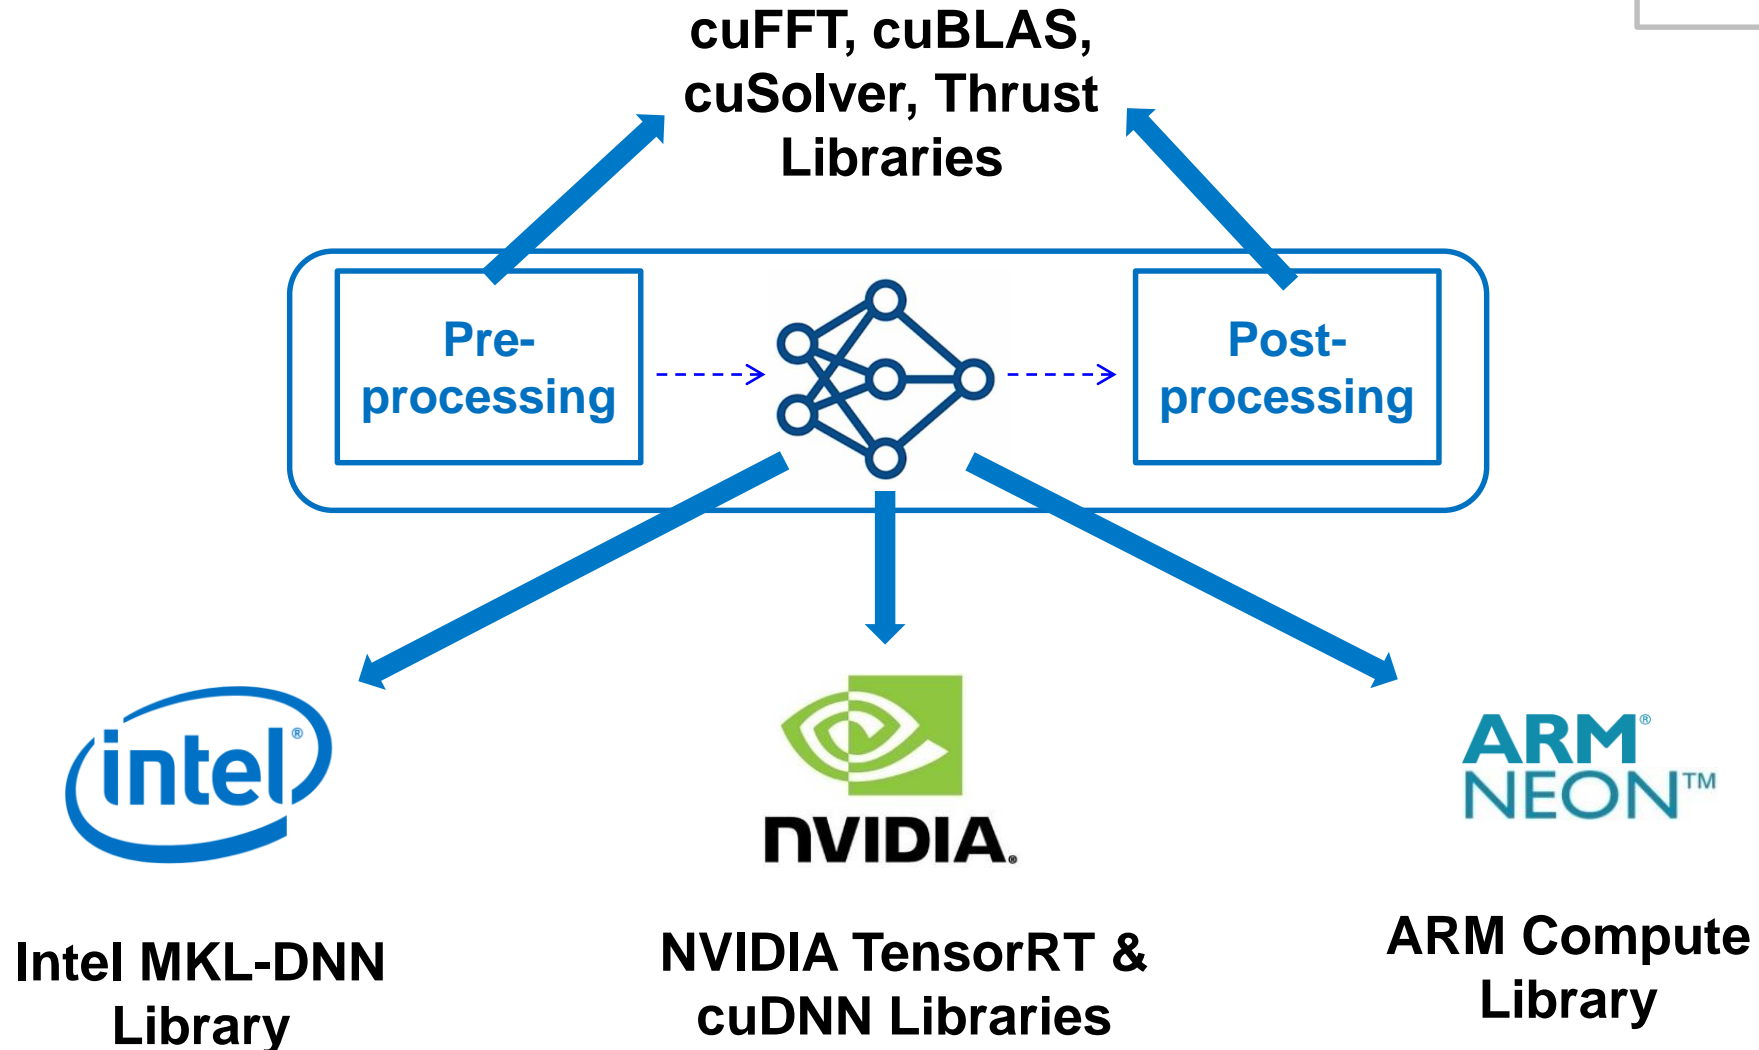 cuFFT, cuBLAS,
cuSolver, Thrust
Libraries
Pre-
processing
Post-
processing
intel®
NVIDIA®
ARM®
NEON™
Intel MKL-DNN
Library
NVIDIA TensorRT &
cuDNN Libraries
ARM Compute
Library